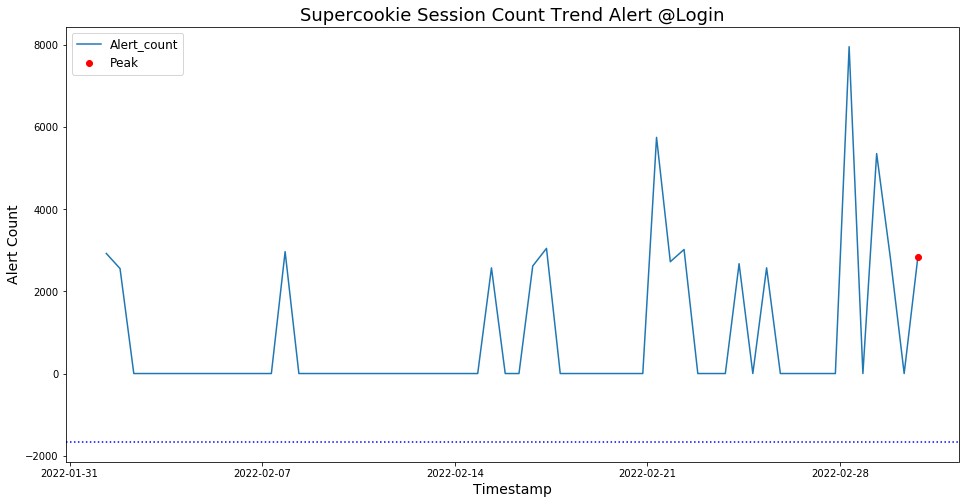 Supercookie Session Count Trend Alert @Login
Alert_count
Peak
8000
6000
4000
2000
0
−2000
Alert Count
2022-01-31
2022-02-07
2022-02-14
2022-02-21
2022-02-28
Timestamp